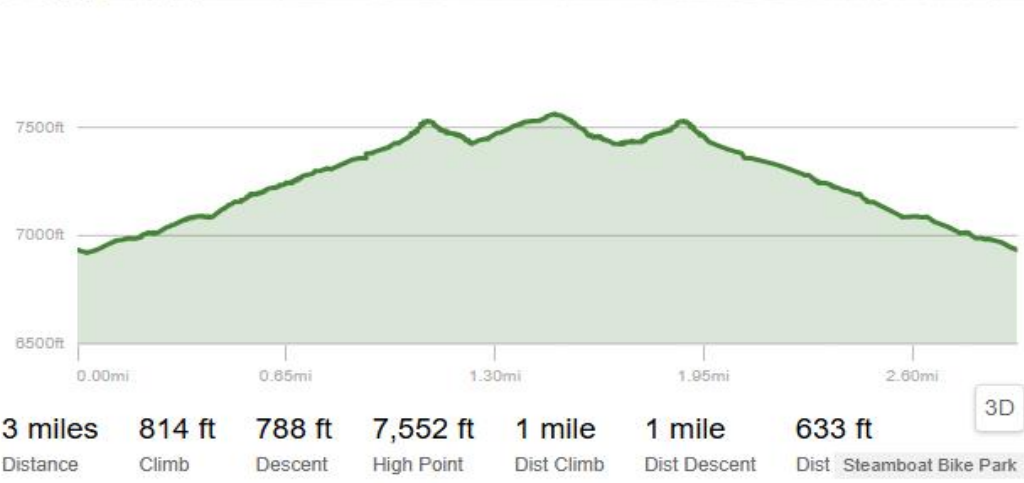 7500ft
7000ft
6500ft
0.00mi 0.65mi 1.30mi 1.95mi 2.60mi
3D
3 miles 814 ft 788 ft 7,552 ft 1 mile 1 mile 633 ft
Distance Climb Descent High Point Dist Climb Dist Descent Dist Steamboat Bike Park